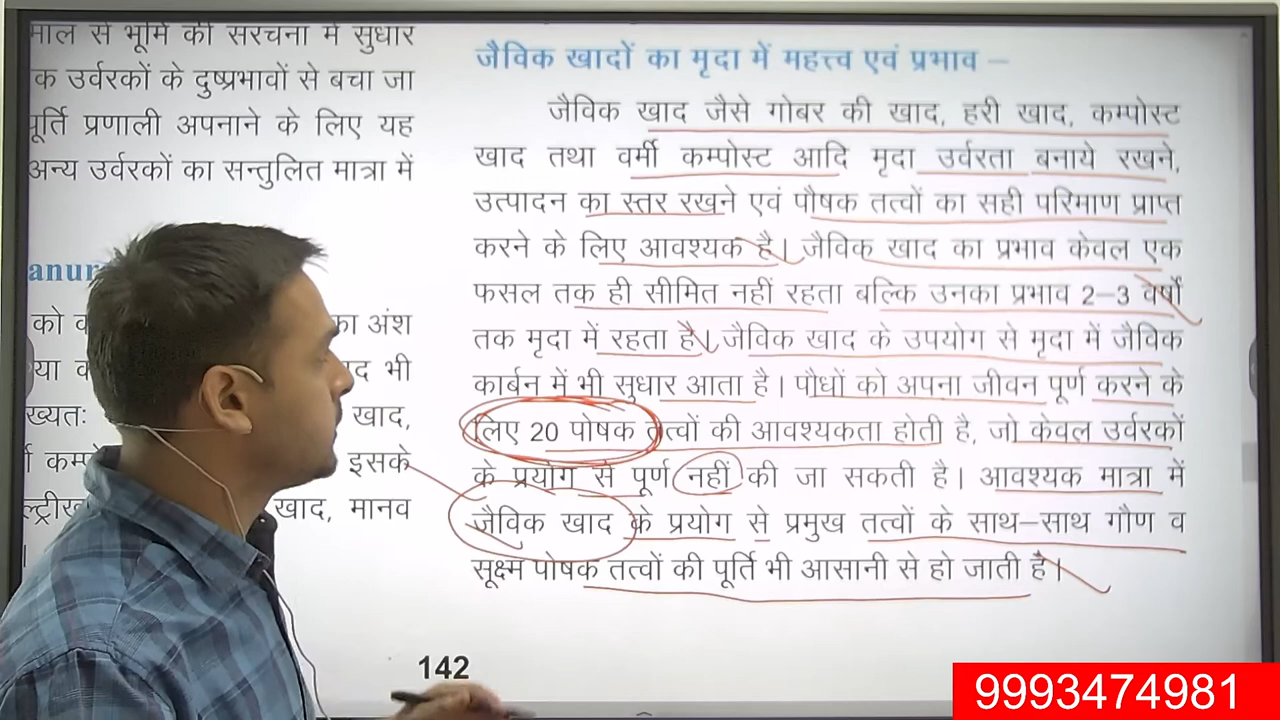 माल से भूमि की संरचना में सुधार
क उर्वरकों के दुष्प्रभावों से बचा जा
पूर्ति प्रणाली अपनाने के लिए यह
अन्य उर्वरकों का सन्तुलित मात्रा में
anur
को का अंश
या भी
ख्यतः खाद,
इसके
खाद, मानव
जैविक खादों का मृदा में महत्त्व एवं प्रभाव –
जैविक खाद जैसे गोबर की खाद, हरी खाद, कम्पोस्ट
खाद तथा वर्मी कम्पोस्ट आदि मृदा उर्वरता बनाये रखने,
उत्पादन का स्तर रखने एवं पौषक तत्वों का सही परिमाण प्राप्त
करने के लिए आवश्यक है। जैविक खाद का प्रभाव केवल एक
फसल तक ही सीमित नहीं रहता बल्कि उनका प्रभाव 2–3 वर्षों
तक मृदा में रहता है। जैविक खाद के उपयोग से मृदा में जैविक
कार्बन में भी सुधार आता है। पौधों को अपना जीवन पूर्ण करने के
लिए 20 पोषक तत्वों की आवश्यकता होती है, जो केवल उर्वरकों
के प्रयोग से पूर्ण नहीं की जा सकती है। आवश्यक मात्रा में
जैविक खाद के प्रयोग से प्रमुख तत्वों के साथ–साथ गौण व
सूक्ष्म पोषक तत्वों की पूर्ति भी आसानी से हो जाती है।
142
9993474981